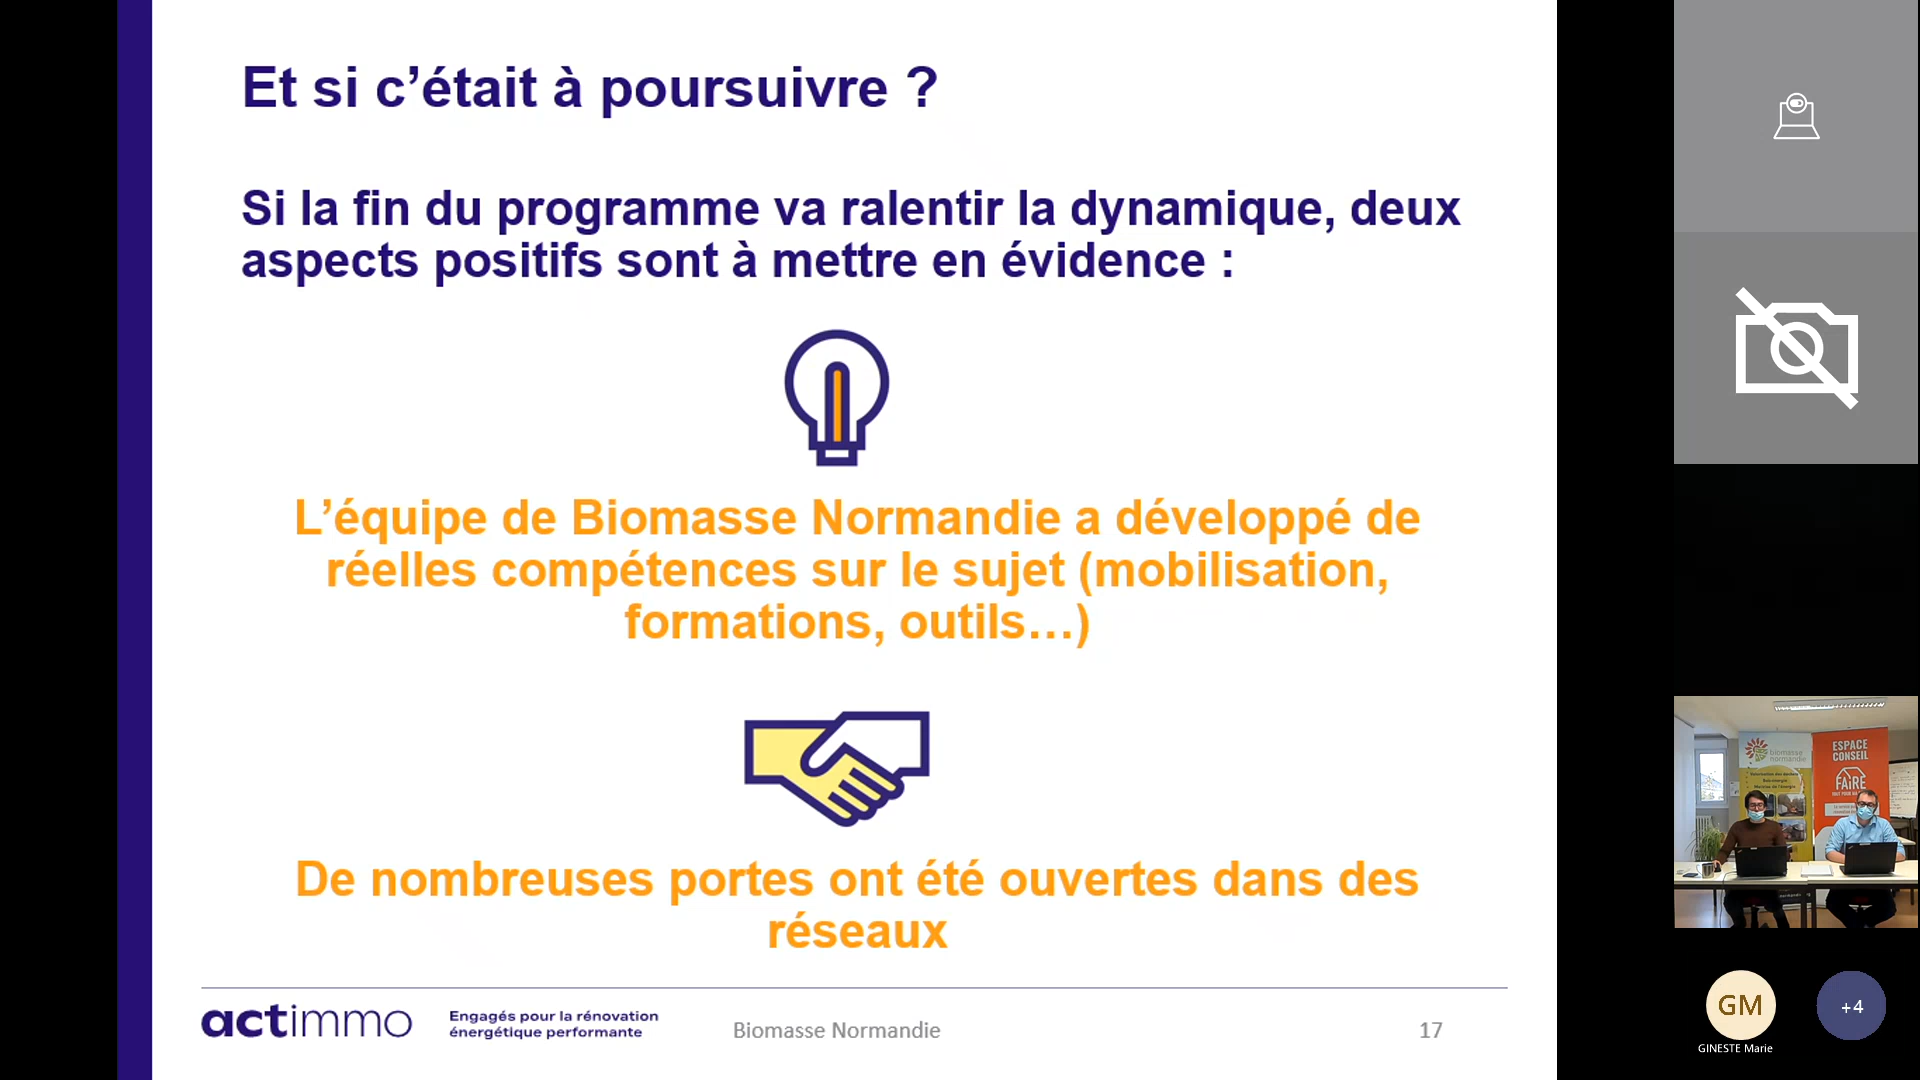 Et si c’était à poursuivre ?
Si la fin du programme va ralentir la dynamique, deux
aspects positifs sont à mettre en évidence :
L’équipe de Biomasse Normandie a développé de
réelles compétences sur le sujet (mobilisation,
formations, outils…)
De nombreuses portes ont été ouvertes dans des
réseaux
actimmo
Engagés pour la rénovation
énergétique performante
Biomasse Normandie
17
biomasse
normandie
ESPACE
CONSEIL
FAIRE
GM
+4
GINESTE Marie